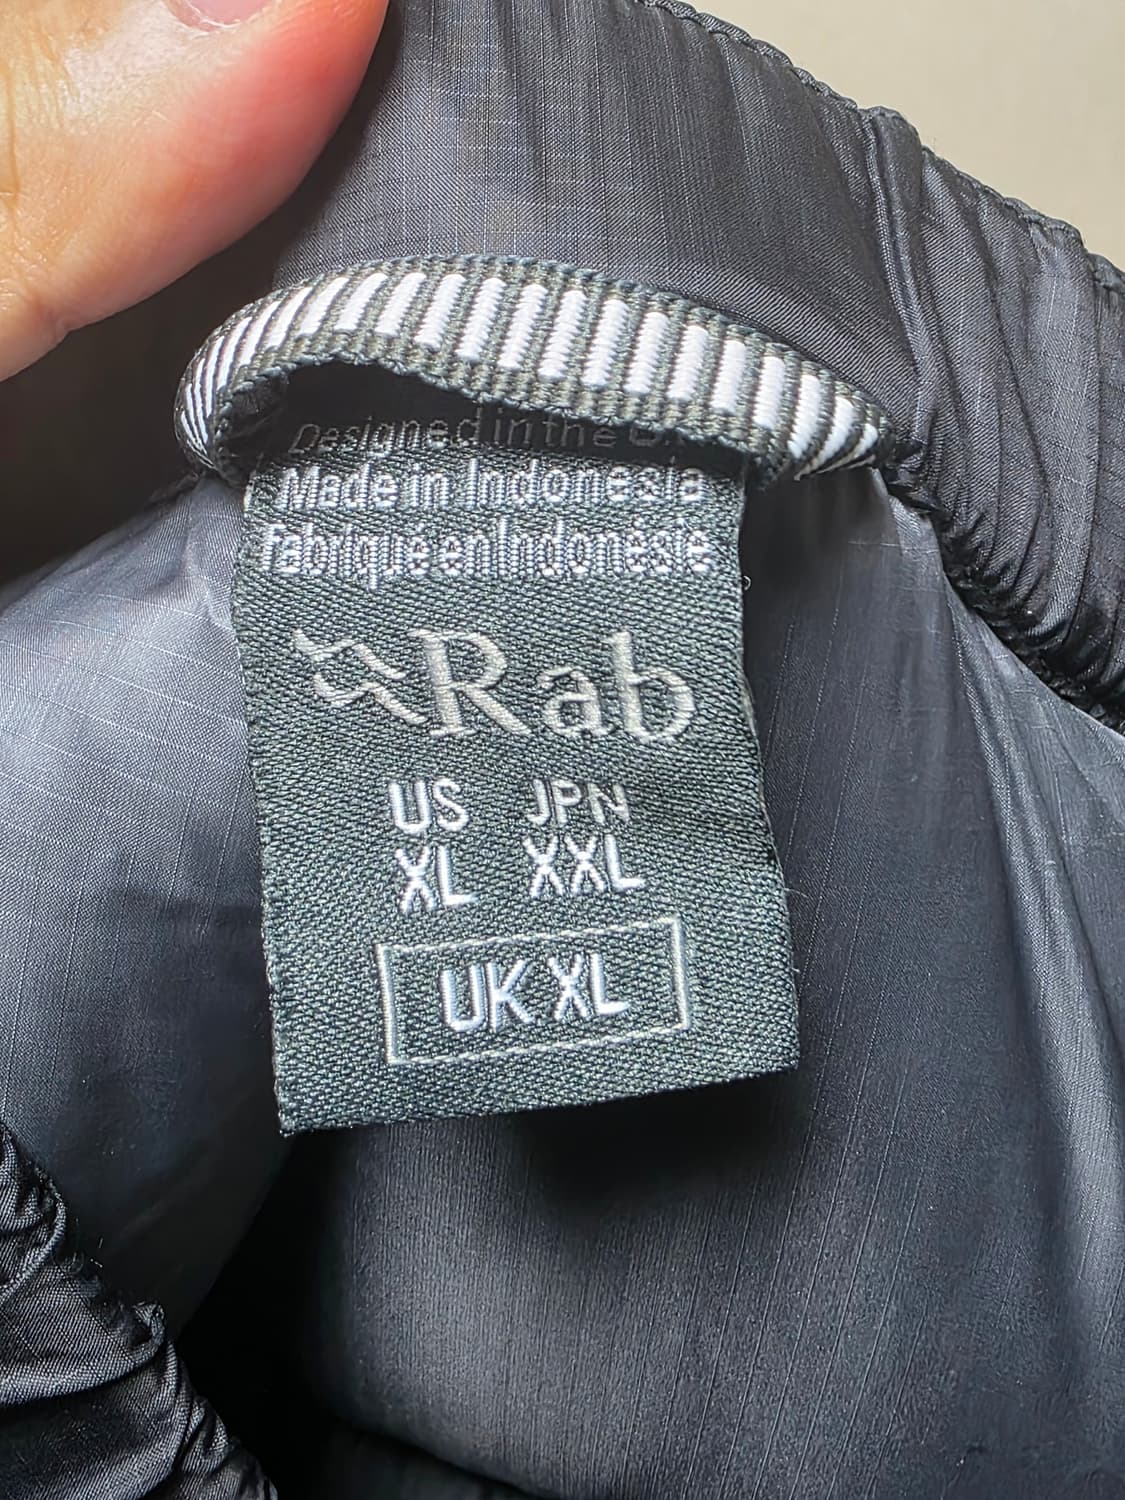 Designed in the U.K.
Made in Indonesia
Fabriqué en Indonésie
Rab
US JPN
XL XXL
UK XL